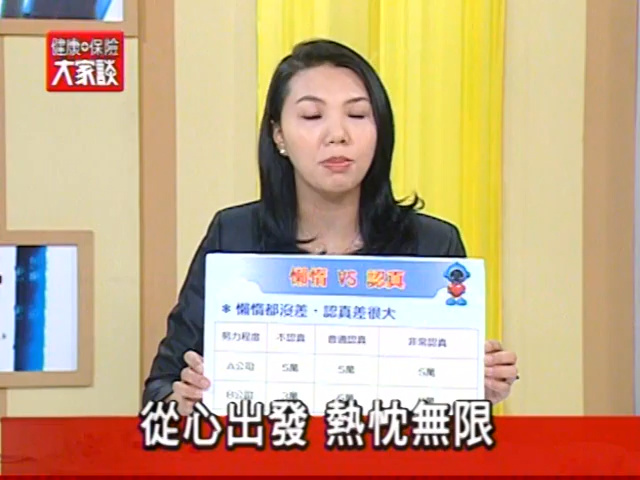 健康●保險
大家談
懶惰 VS 認真
* 懶惰都沒差,認真差很大
努力程度 不認真 普通認真 非常認真
A公司 5萬 5萬 5萬
B公司 3萬
從心出發 熱忱無限